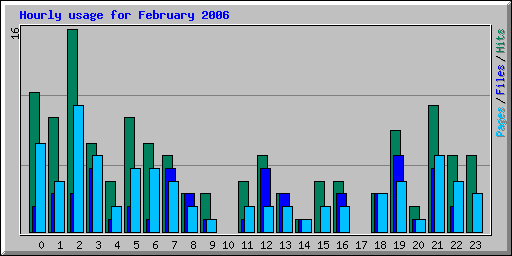 Hourly usage for February 2006
16
Pages / Files / Hits
0 1 2 3 4 5 6 7 8 9 10 11 12 13 14 15 16 17 18 19 20 21 22 23